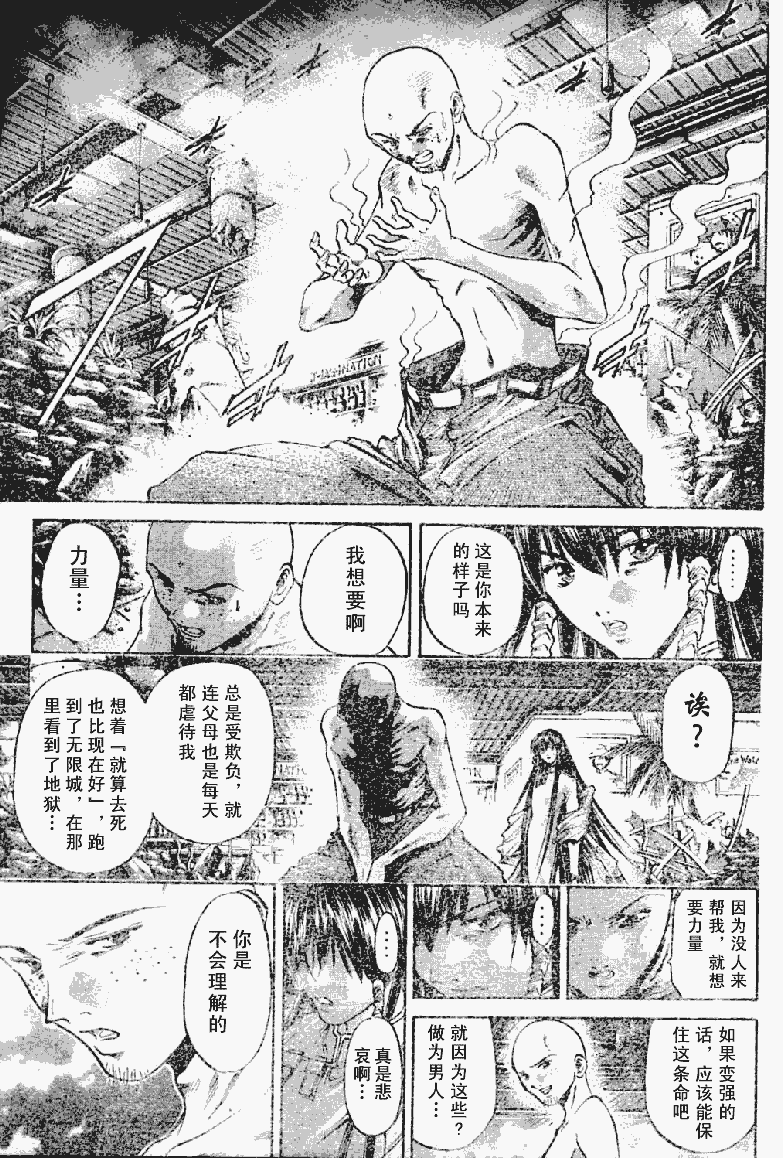 IMAGINATION
……
这是你本来
的样子吗
我想要啊
力量…
诶？
总是受欺负，就
连父母也是每天
都虐待我
想着『就算去死
也比现在好』，跑
到了无限城，在那
里看到了地狱…
因为没人来
帮我，就想
要力量
…
如果变强的
话，应该能保
住这条命吧
就因为这些？
做为男人…
…
真是悲
哀啊…
你是
不会理解的